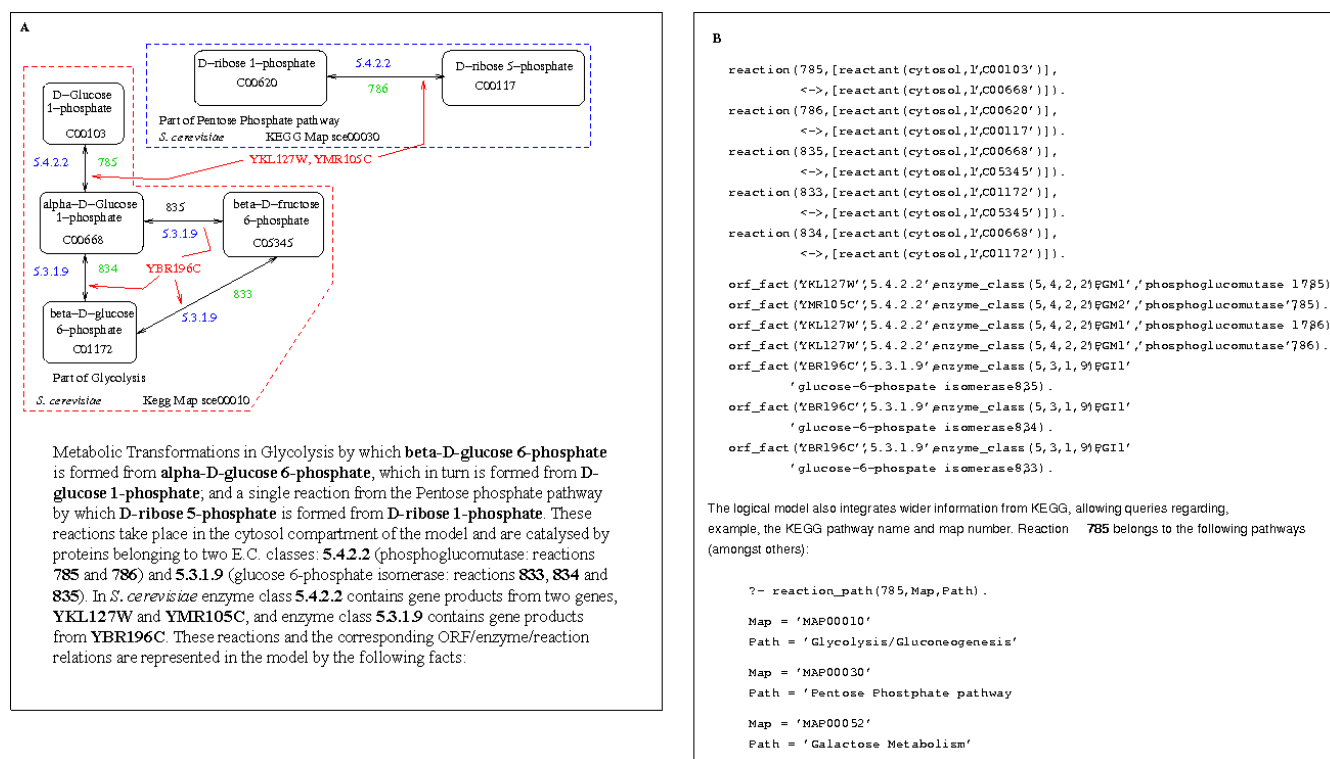 A
D-ribose 1-phosphate
C00620
5.4.2.2
786
D-ribose 5-phosphate
C00117
Part of Pentose Phosphate pathway
S. cerevisiae KEGG Map sce00030
D-Glucose
1-phosphate
C00103
5.4.2.2
785
YKL127W, YMR105C
alpha-D-Glucose
1-phosphate
C00668
835
5.3.1.9
beta-D-fructose
6-phosphate
C05345
5.3.1.9
834
YBR196C
833
5.3.1.9
beta-D-glucose
6-phosphate
C01172
Part of Glycolysis
S. cerevisiae Kegg Map sce00010
Metabolic Transformations in Glycolysis by which beta-D-glucose 6-phosphate
is formed from alpha-D-glucose 6-phosphate, which in turn is formed from D-
glucose 1-phosphate; and a single reaction from the Pentose phosphate pathway
by which D-ribose 5-phosphate is formed from D-ribose 1-phosphate. These
reactions take place in the cytosol compartment of the model and are catalysed by
proteins belonging to two E.C. classes: 5.4.2.2 (phosphoglucomutase: reactions
785 and 786) and 5.3.1.9 (glucose 6-phosphate isomerase: reactions 833, 834 and
835). In S. cerevisiae enzyme class 5.4.2.2 contains gene products from two genes,
YKL127W and YMR105C, and enzyme class 5.3.1.9 contains gene products
from YBR196C. These reactions and the corresponding ORF/enzyme/reaction
relations are represented in the model by the following facts:
B
reaction(785,[reactant(cytosol,1,'C00103')],
<->,[reactant(cytosol,1,'C00668')]).
reaction(786,[reactant(cytosol,1,'C00620')],
<->,[reactant(cytosol,1,'C00117')]).
reaction(835,[reactant(cytosol,1,'C00668')],
<->,[reactant(cytosol,1,'C05345')]).
reaction(833,[reactant(cytosol,1,'C01172')],
<->,[reactant(cytosol,1,'C05345')]).
reaction(834,[reactant(cytosol,1,'C00668')],
<->,[reactant(cytosol,1,'C01172')]).
orf_fact('YKL127W','5.4.2.2',enzyme_class(5,4,2,2),'PGM1','phosphoglucomutase 1',785).
orf_fact('YMR105C','5.4.2.2',enzyme_class(5,4,2,2),'PGM2','phosphoglucomutase',785).
orf_fact('YKL127W','5.4.2.2',enzyme_class(5,4,2,2),'PGM1','phosphoglucomutase 1',786).
orf_fact('YKL127W','5.4.2.2',enzyme_class(5,4,2,2),'PGM1','phosphoglucomutase',786).
orf_fact('YBR196C','5.3.1.9',enzyme_class(5,3,1,9),'PGI1'
'glucose-6-phospate isomerase',835).
orf_fact('YBR196C','5.3.1.9',enzyme_class(5,3,1,9),'PGI1'
'glucose-6-phospate isomerase',834).
orf_fact('YBR196C','5.3.1.9',enzyme_class(5,3,1,9),'PGI1'
'glucose-6-phospate isomerase',833).
The logical model also integrates wider information from KEGG, allowing queries regarding,
example, the KEGG pathway name and map number. Reaction 785 belongs to the following pathways
(amongst others):
?- reaction_path(785,Map,Path).
Map = 'MAP00010'
Path = 'Glycolysis/Gluconeogenesis'
Map = 'MAP00030'
Path = 'Pentose Phostphate pathway
Map = 'MAP00052'
Path = 'Galactose Metabolism'